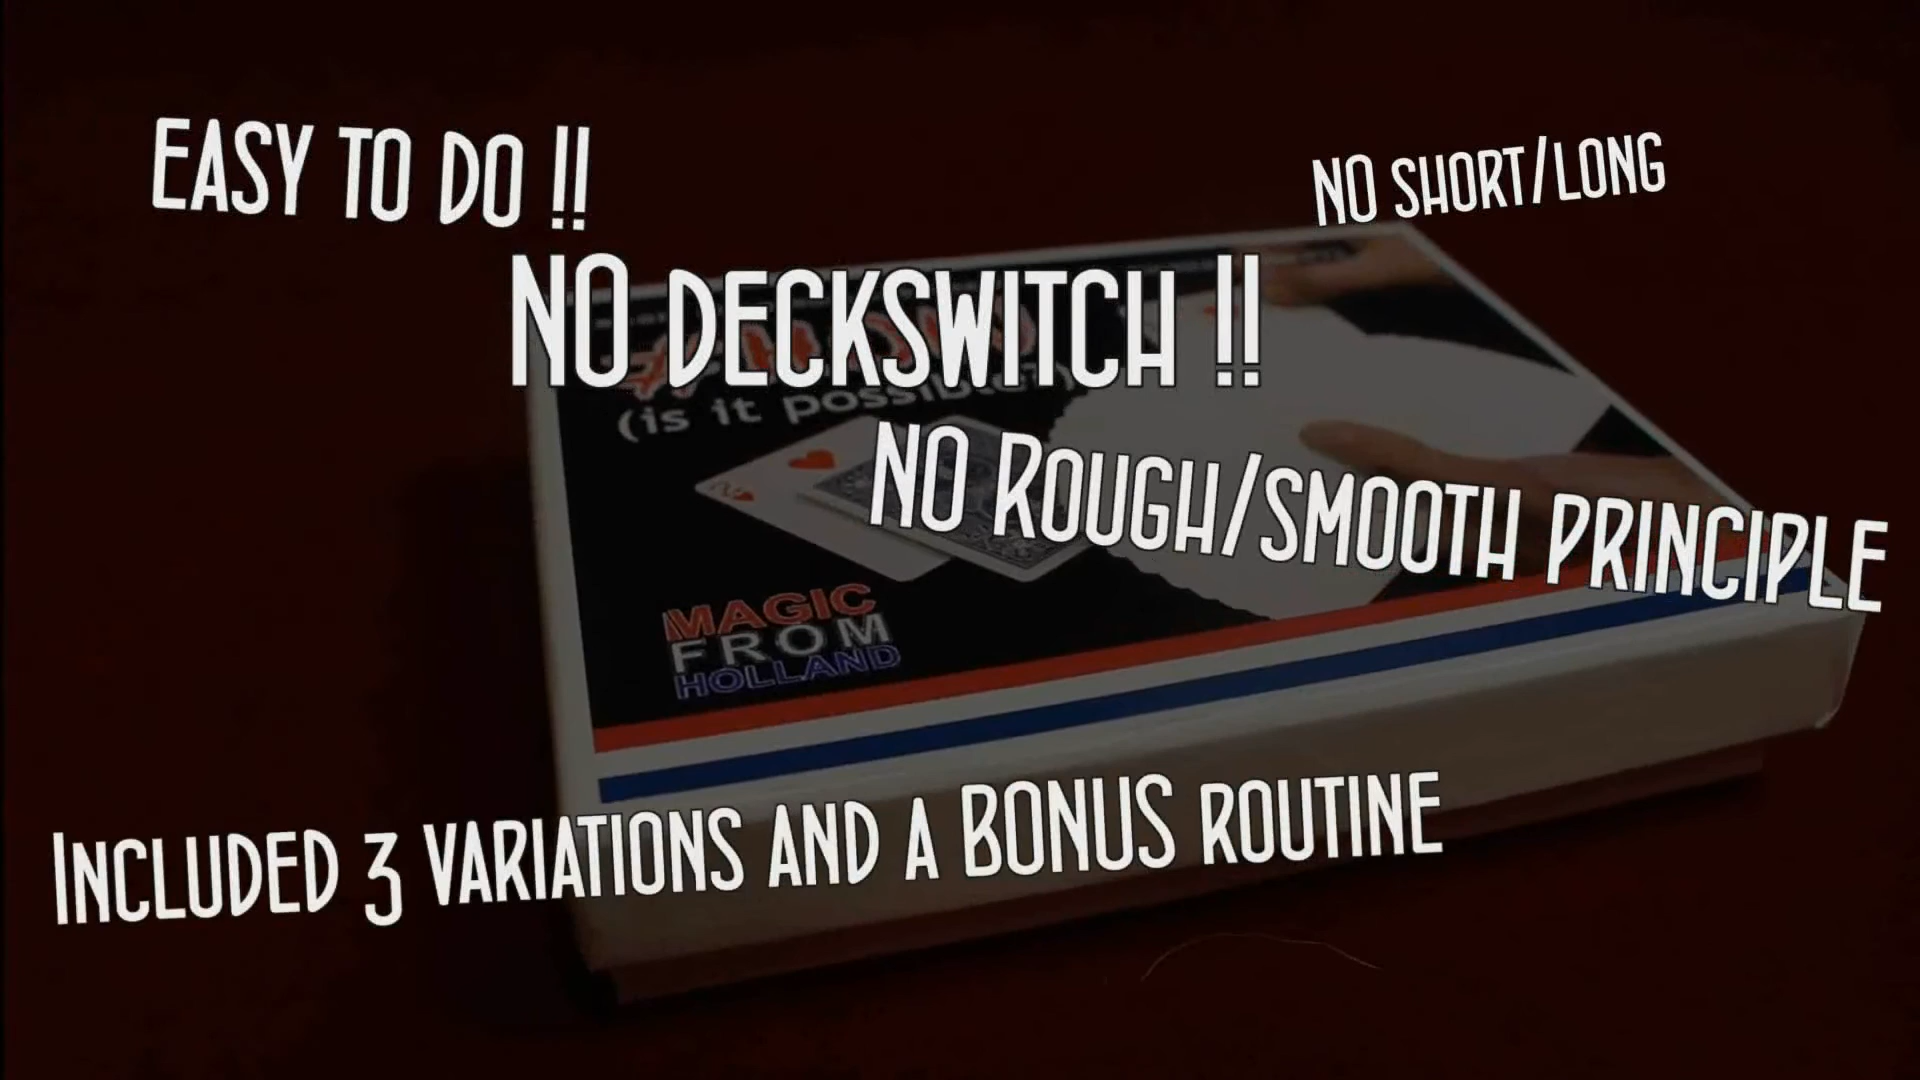 EASY TO DO !!
NO SHORT/LONG
NO DECKSWITCH !!
(is it possible?)
NO ROUGH/SMOOTH PRINCIPLE
MAGIC
FROM
HOLLAND
INCLUDED 3 VARIATIONS AND A BONUS ROUTINE